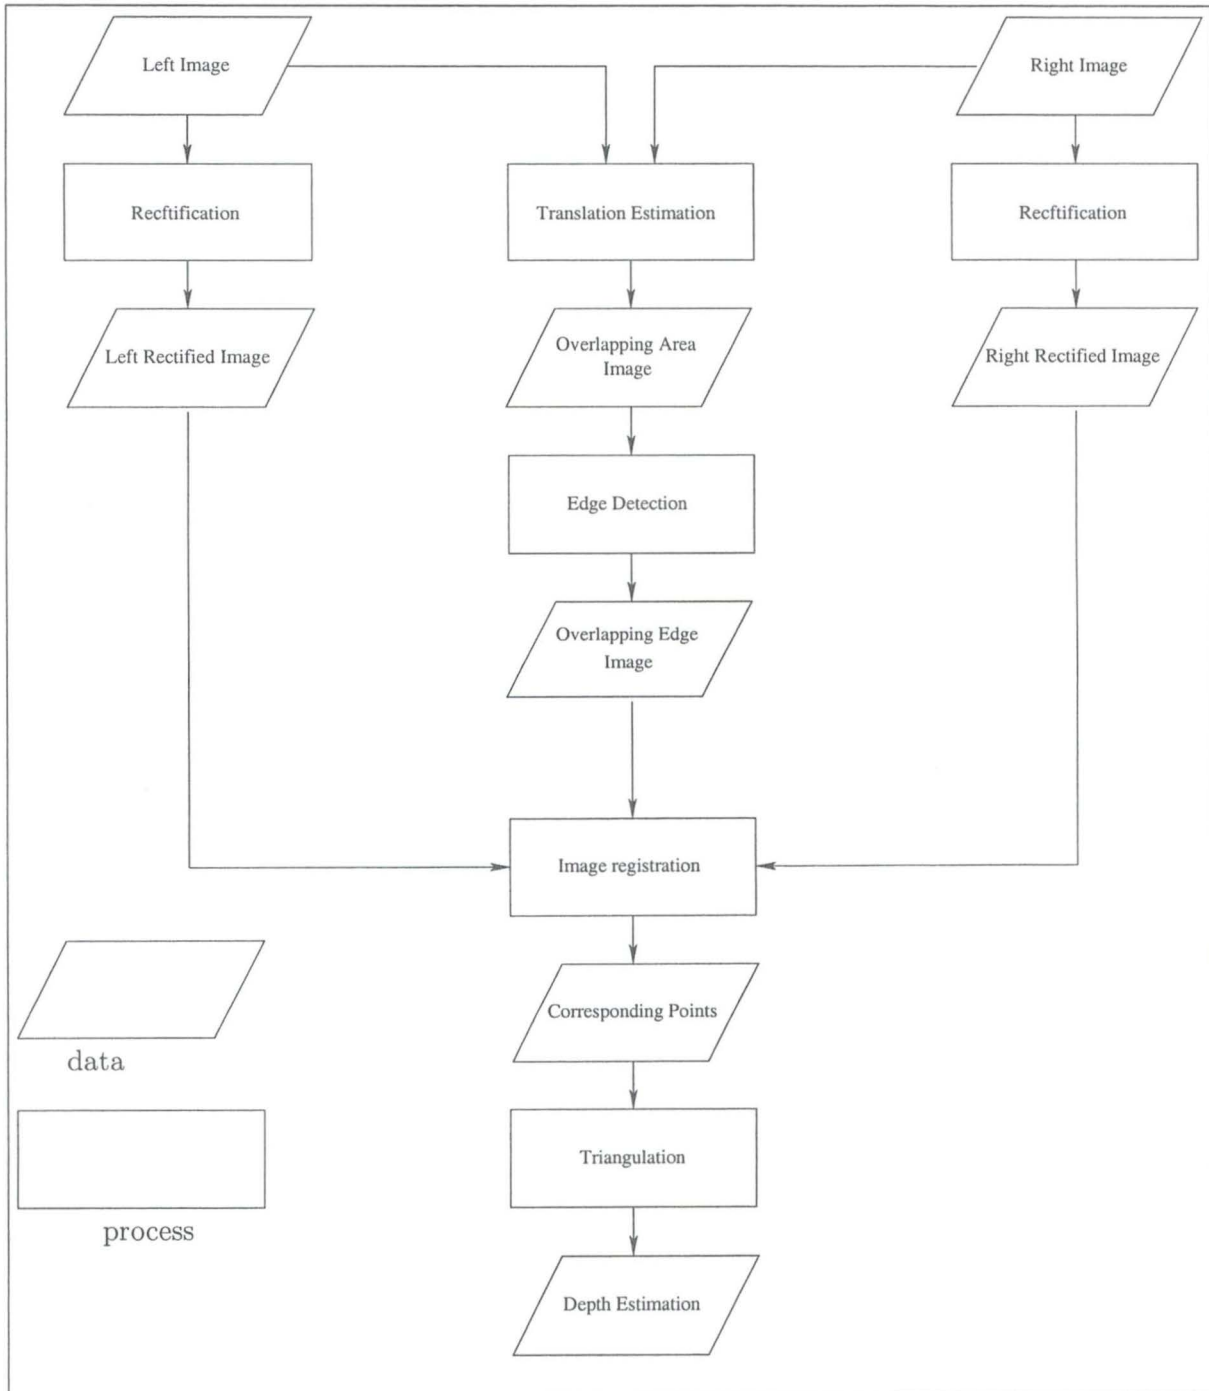 Left Image
Right Image
Recftification
Translation Estimation
Recftification
Left Rectified Image
Overlapping Area
Image
Right Rectified Image
Edge Detection
Overlapping Edge
Image
Image registration
Corresponding Points
data
Triangulation
process
Depth Estimation